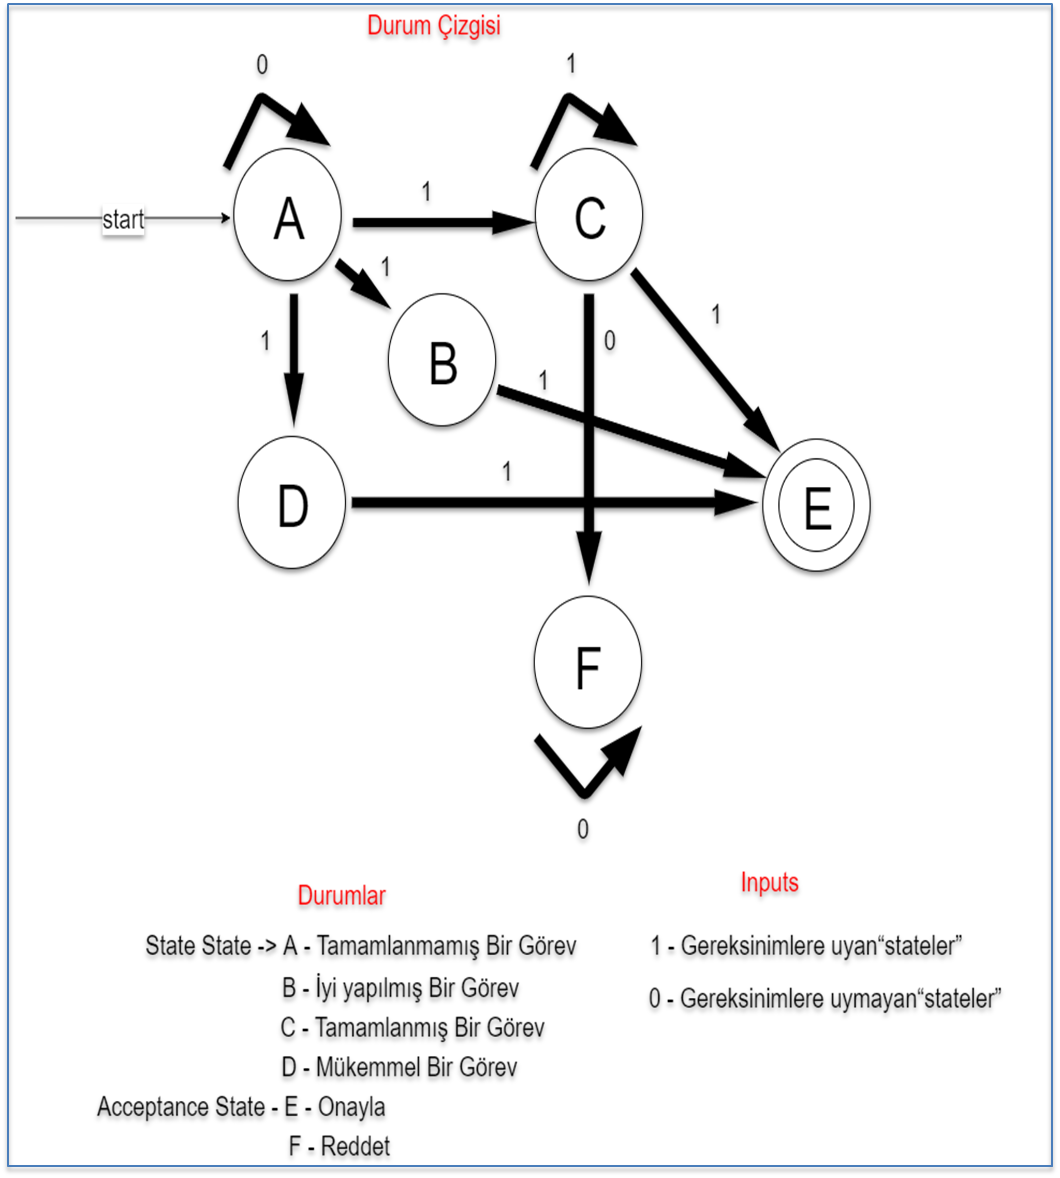 Durum Çizgisi
0
1
start
A
1
C
1
1
B
1
0
1
1
D
E
F
0
Durumlar
Inputs
State State -> A - Tamamlanmamış Bir Görev
B - İyi yapılmış Bir Görev
C - Tamamlanmış Bir Görev
D - Mükemmel Bir Görev
Acceptance State - E - Onayla
F - Reddet
1 - Gereksinimlere uyan“stateler”
0 - Gereksinimlere uymayan“stateler”